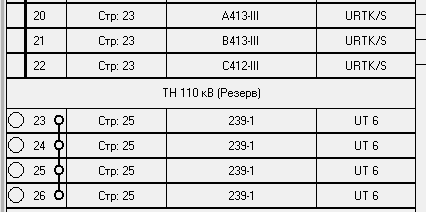 20 Стр: 23 A413-III URTK/S
21 Стр: 23 B413-III URTK/S
22 Стр: 23 C412-III URTK/S
ТН 110 кВ (Резерв)
23 Стр: 25 239-1 UT 6
24 Стр: 25 239-1 UT 6
25 Стр: 25 239-1 UT 6
26 Стр: 25 239-1 UT 6